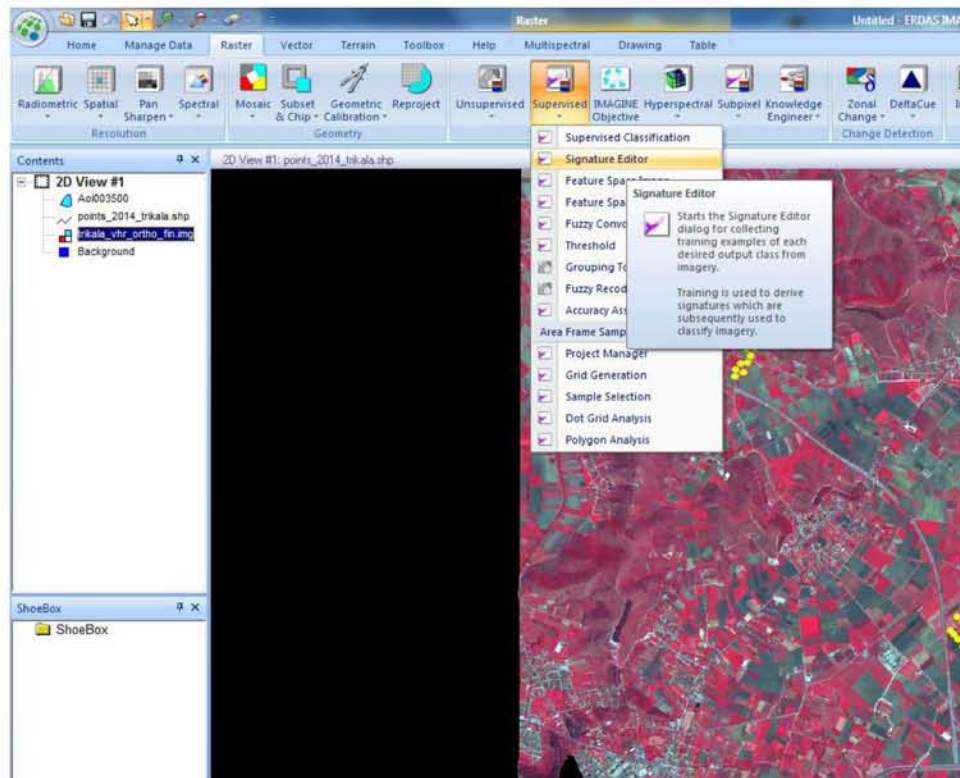 Raster
Untitled - ERDAS IMA
Home Manage Data Raster Vector Terrain Toolbox Help Multispectral Drawing Table
Radiometric Spatial Pan Sharpen Spectral Mosaic Subset & Chip Geometric Calibration Reproject Unsupervised Supervised IMAGINE Objective Hyperspectral Subpixel Knowledge Engineer Zonal Change DeltaCue
Resolution Geometry Change Detection
Contents
2D View #1: points_2014_trikala.shp
2D View #1
Aoi003500
points_2014_trikala.shp
trikala_vhr_ortho_fin.img
Background
Supervised Classification
Signature Editor
Feature Space Image
Feature Spa
Fuzzy Convo
Threshold
Grouping To
Fuzzy Recod
Accuracy Ass
Area Frame Samp
Project Manager
Grid Generation
Sample Selection
Dot Grid Analysis
Polygon Analysis
Signature Editor
Starts the Signature Editor
dialog for collecting
training examples of each
desired output class from
imagery.
Training is used to derive
signatures which are
subsequently used to
classify imagery.
ShoeBox
ShoeBox